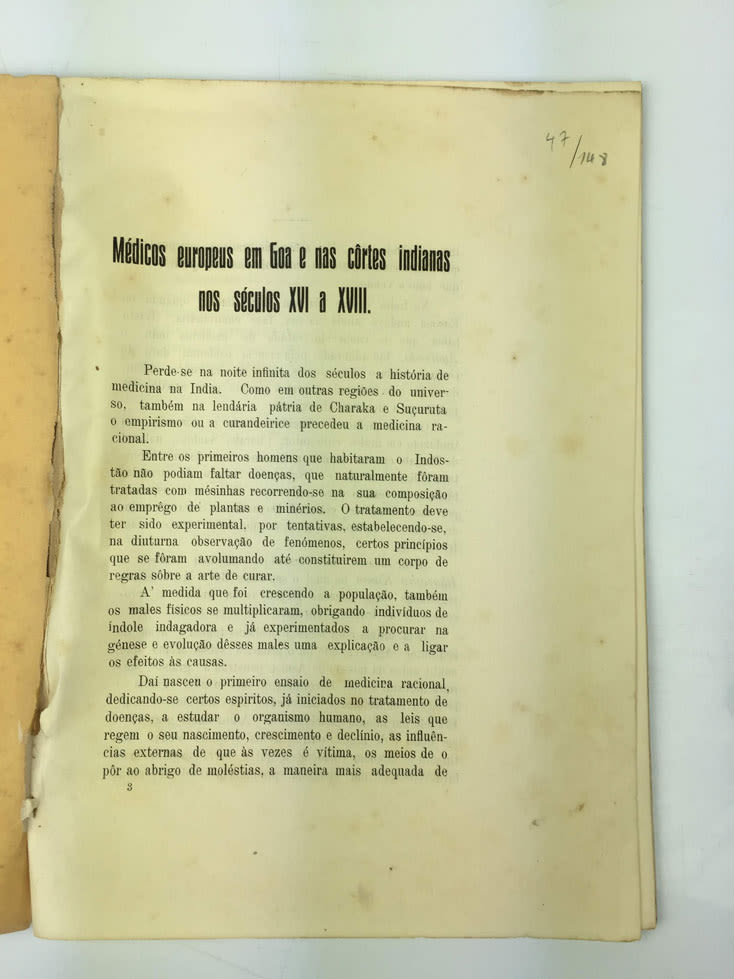 47/148
Médicos europeus em Goa e nas côrtes indianas
nos séculos XVI a XVIII.
Perde-se na noite infinita dos séculos a história de
medicina na India. Como em outras regiões do univer-
so, também na lendária pátria de Charaka e Suçuruta
o empirismo ou a curandeirice precedeu a medicina ra-
cional.
Entre os primeiros homens que habitaram o Indos-
tão não podiam faltar doenças, que naturalmente fôram
tratadas com mésinhas recorrendo-se na sua composição
ao emprêgo de plantas e minérios. O tratamento deve
ter sido experimental, por tentativas, estabelecendo-se,
na diuturna observação de fenómenos, certos princípios
que se fôram avolumando até constituirem um corpo de
regras sôbre a arte de curar.
A' medida que foi crescendo a população, também
os males físicos se multiplicaram, obrigando indivíduos de
índole indagadora e já experimentados a procurar na
génese e evolução dêsses males uma explicação e a ligar
os efeitos às causas.
Daí nasceu o primeiro ensaio de medicira racional,
dedicando-se certos espiritos, já iniciados no tratamento de
doenças, a estudar o organismo humano, as leis que
regem o seu nascimento, crescimento e declínio, as influên-
cias externas de que às vezes é vítima, os meios de o
pôr ao abrigo de moléstias, a maneira mais adequada de
3